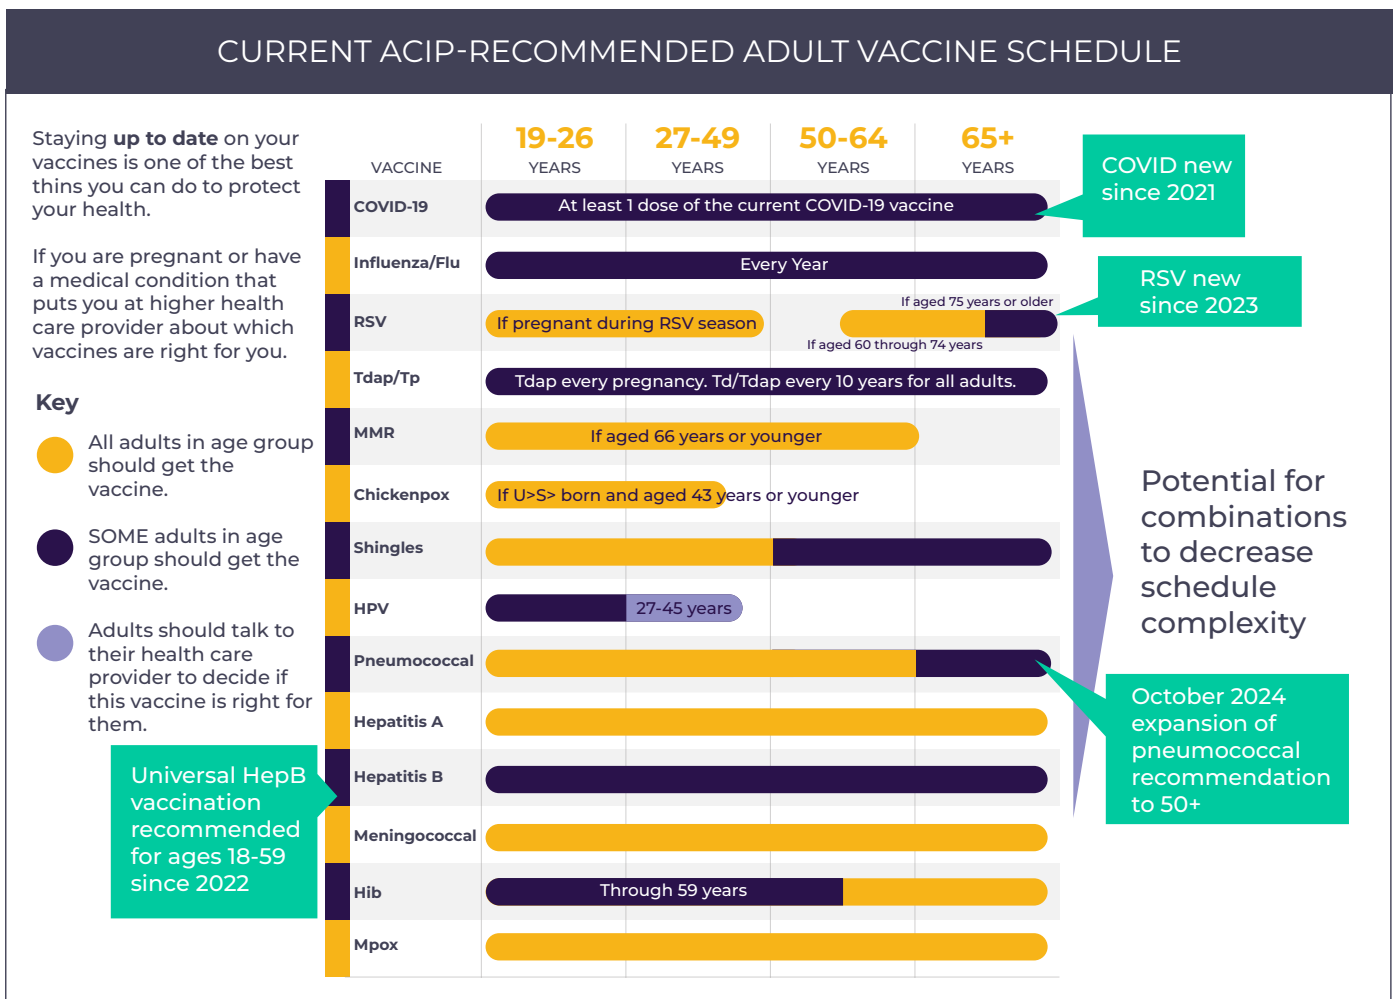 CURRENT ACIP-RECOMMENDED ADULT VACCINE SCHEDULE
Staying up to date on your
vaccines is one of the best
thins you can do to protect
your health.
If you are pregnant or have
a medical condition that
puts you at higher health
care provider about which
vaccines are right for you.
Key
All adults in age group
should get the
vaccine.
SOME adults in age
group should get the
vaccine.
Adults should talk to
their health care
provider to decide if
this vaccine is right for
them.
Universal HepB
vaccination
recommended
for ages 18-59
since 2022
VACCINE
19-26
YEARS
27-49
YEARS
50-64
YEARS
65+
YEARS
COVID-19
At least 1 dose of the current COVID-19 vaccine
Influenza/Flu
Every Year
RSV
If pregnant during RSV season
If aged 75 years or older
If aged 60 through 74 years
Tdap/Tp
Tdap every pregnancy. Td/Tdap every 10 years for all adults.
MMR
If aged 66 years or younger
Chickenpox
If U>S> born and aged 43 years or younger
Shingles
HPV
27-45 years
Pneumococcal
Hepatitis A
Hepatitis B
Meningococcal
Hib
Through 59 years
Mpox
COVID new
since 2021
RSV new
since 2023
Potential for
combinations
to decrease
schedule
complexity
October 2024
expansion of
pneumococcal
recommendation
to 50+